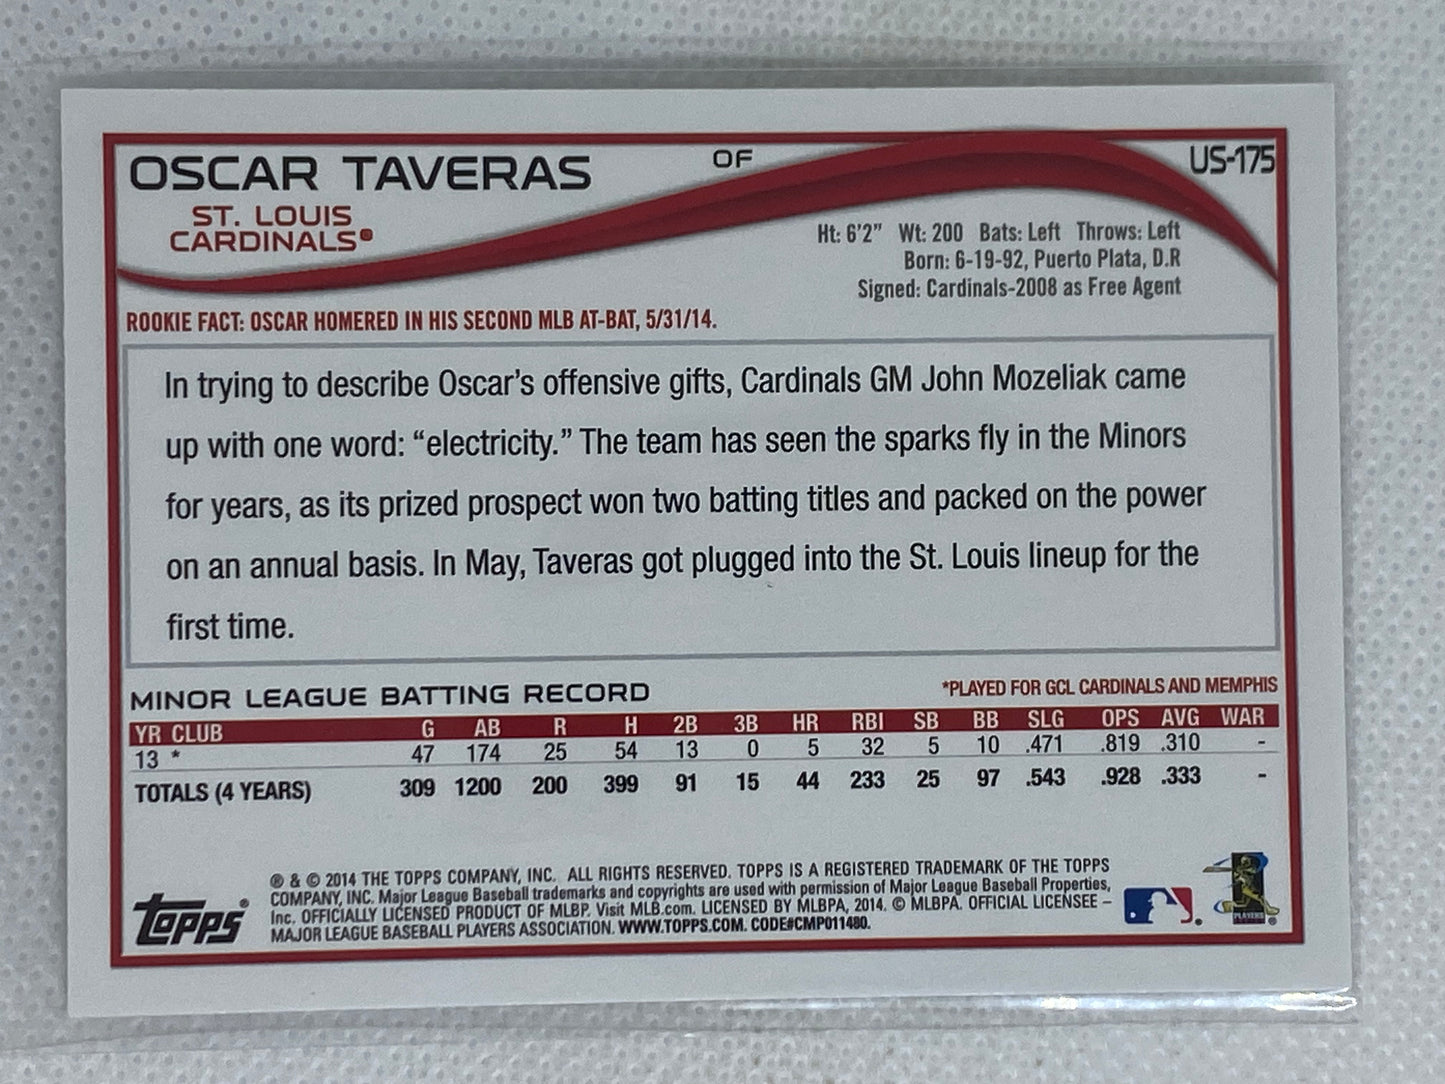 OSCAR TAVERAS OF US-175
ST. LOUIS
CARDINALS®
Ht: 6'2” Wt: 200 Bats: Left Throws: Left
Born: 6-19-92, Puerto Plata, D.R
Signed: Cardinals-2008 as Free Agent
ROOKIE FACT: OSCAR HOMERED IN HIS SECOND MLB AT-BAT, 5/31/14.
In trying to describe Oscar's offensive gifts, Cardinals GM John Mozeliak came
up with one word: “electricity.” The team has seen the sparks fly in the Minors
for years, as its prized prospect won two batting titles and packed on the power
on an annual basis. In May, Taveras got plugged into the St. Louis lineup for the
first time.
MINOR LEAGUE BATTING RECORD *PLAYED FOR GCL CARDINALS AND MEMPHIS
YR CLUB G AB R H 2B 3B HR RBI SB BB SLG OPS AVG WAR
13 * 47 174 25 54 13 0 5 32 5 10 .471 .819 .310 -
TOTALS (4 YEARS) 309 1200 200 399 91 15 44 233 25 97 .543 .928 .333 -
® & © 2014 THE TOPPS COMPANY, INC. ALL RIGHTS RESERVED. TOPPS IS A REGISTERED TRADEMARK OF THE TOPPS
COMPANY, INC. Major League Baseball trademarks and copyrights are used with permission of Major League Baseball Properties,
Inc. OFFICIALLY LICENSED PRODUCT OF MLBP. Visit MLB.com. LICENSED BY MLBPA, 2014. © MLBPA. OFFICIAL LICENSEE –
MAJOR LEAGUE BASEBALL PLAYERS ASSOCIATION. WWW.TOPPS.COM. CODE#CMP011480.
Topps®
PLAYERS